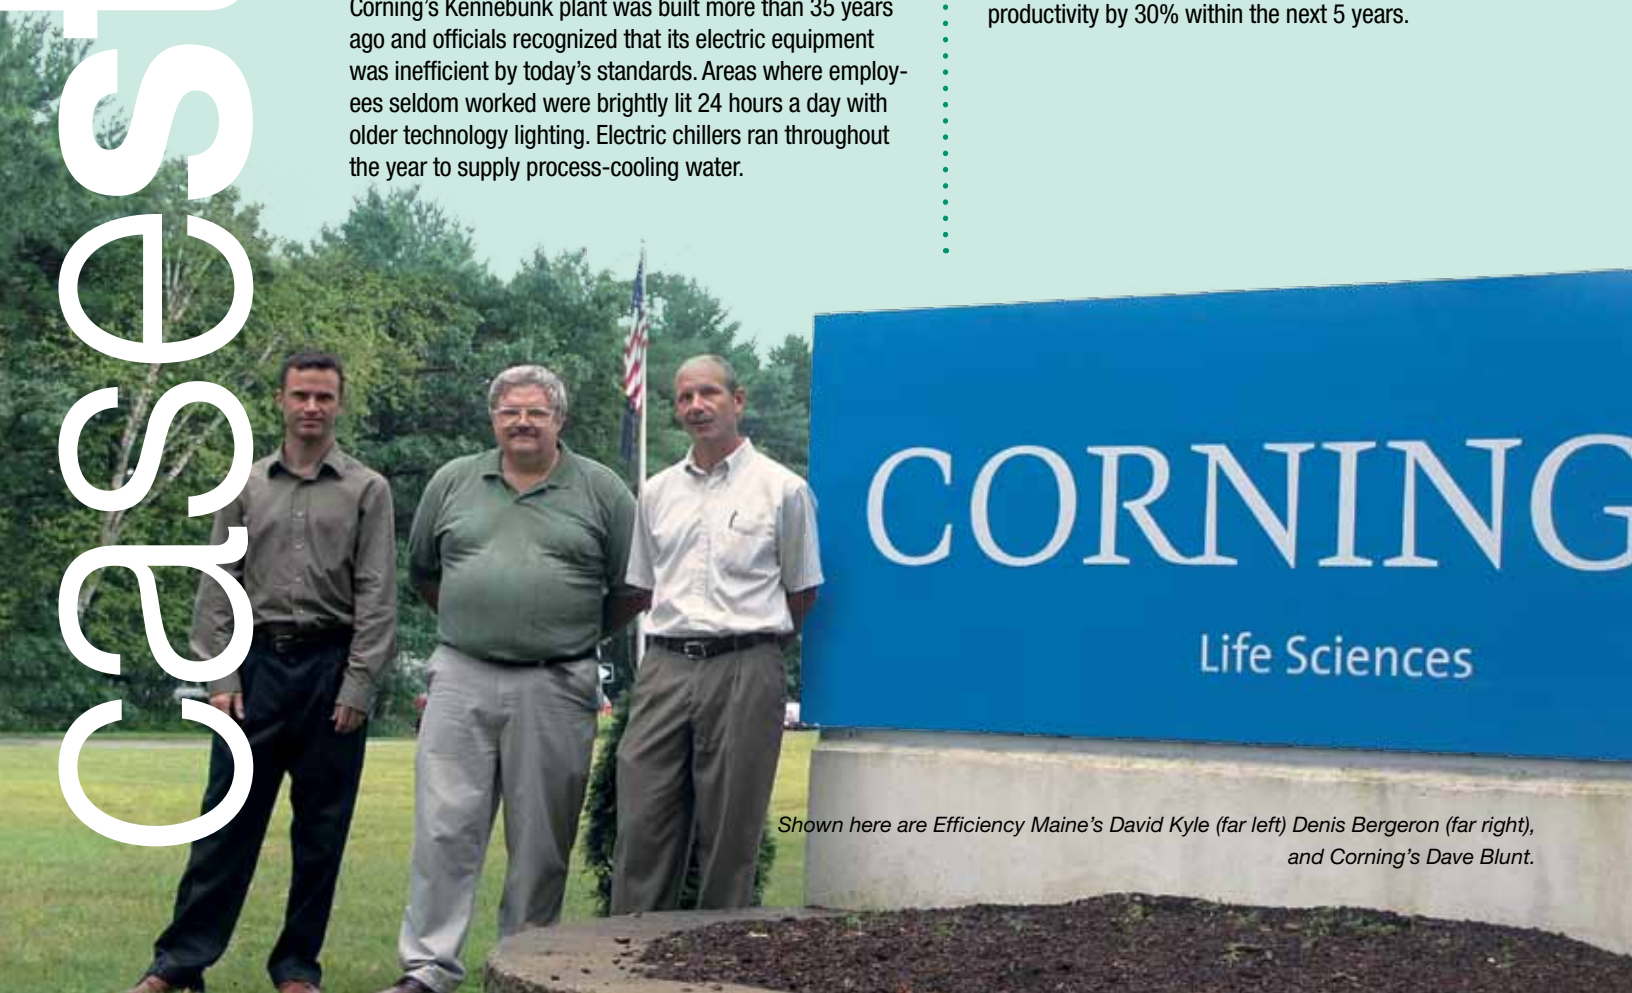 casest
Corning's Kennebunk plant was built more than 35 years
ago and officials recognized that its electric equipment
was inefficient by today's standards. Areas where employ-
ees seldom worked were brightly lit 24 hours a day with
older technology lighting. Electric chillers ran throughout
the year to supply process-cooling water.
productivity by 30% within the next 5 years.
CORNING
Life Sciences
Shown here are Efficiency Maine's David Kyle (far left) Denis Bergeron (far right),
and Corning's Dave Blunt.